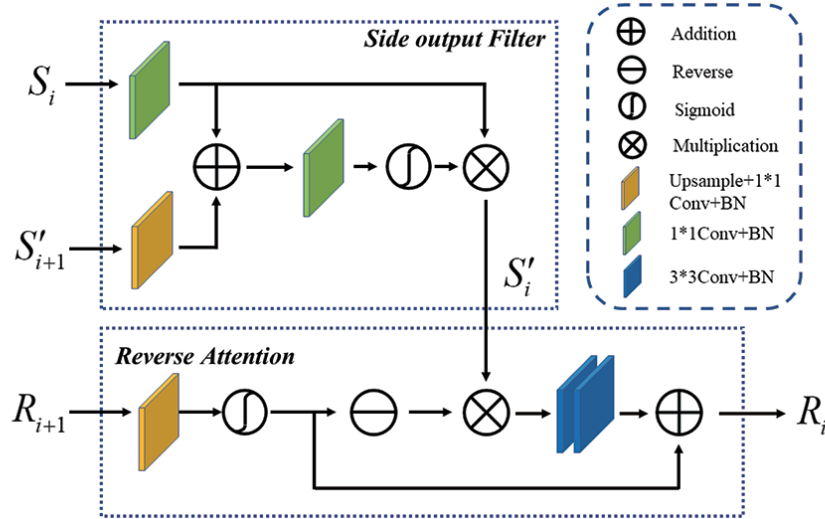 Side output Filter
S_i
S'_{i+1}
S'_i
Addition
Reverse
Sigmoid
Multiplication
Upsample+1*1
Conv+BN
1*1Conv+BN
3*3Conv+BN
Reverse Attention
R_{i+1}
R_i